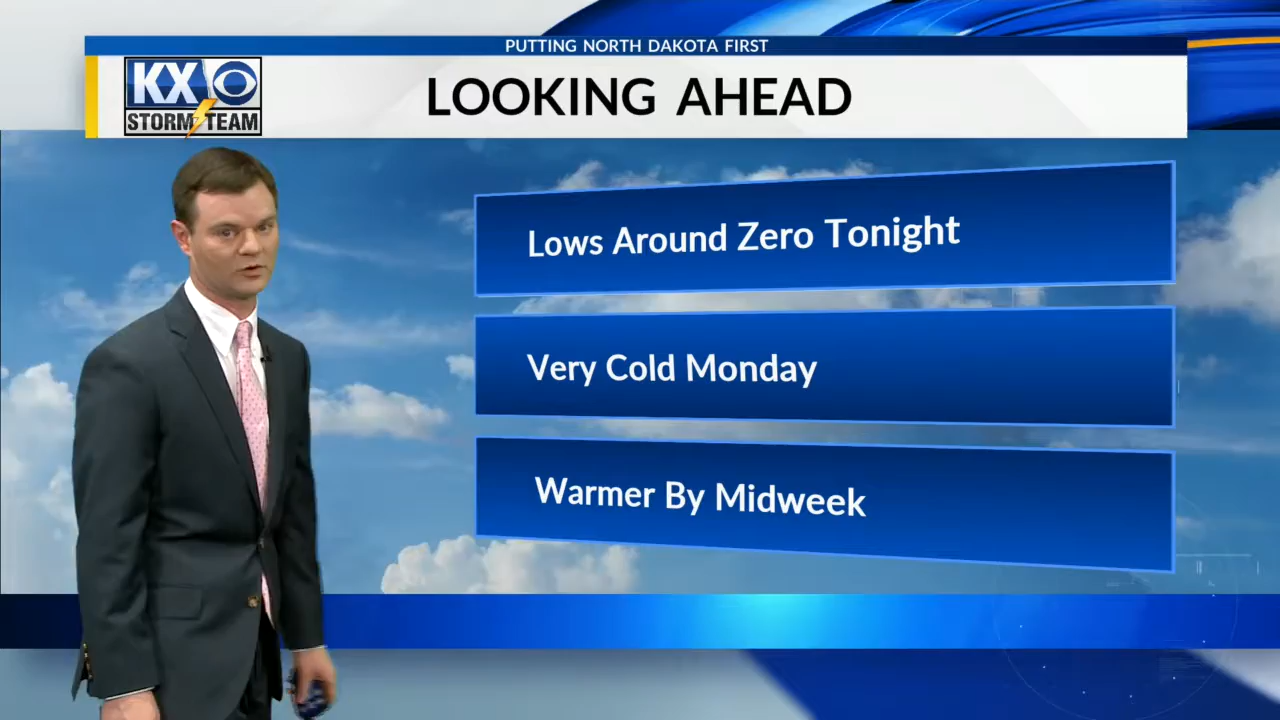 PUTTING NORTH DAKOTA FIRST
KX
STORM TEAM
LOOKING AHEAD
Lows Around Zero Tonight
Very Cold Monday
Warmer By Midweek